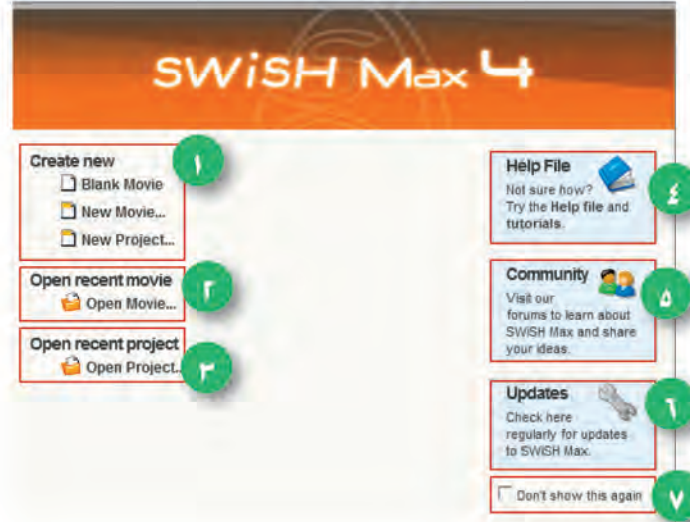 SWiSH Max 4
Create new
١
Blank Movie
New Movie...
New Project...
Open recent movie
٢
Open Movie...
Open recent project
٣
Open Project..
Help File
٤
Not sure how?
Try the Help file and
tutorials.
Community
٥
Visit our
forums to learn about
SWiSH Max and share
your ideas.
Updates
٦
Check here
regularly for updates
to SWiSH Max.
Don't show this again
٧